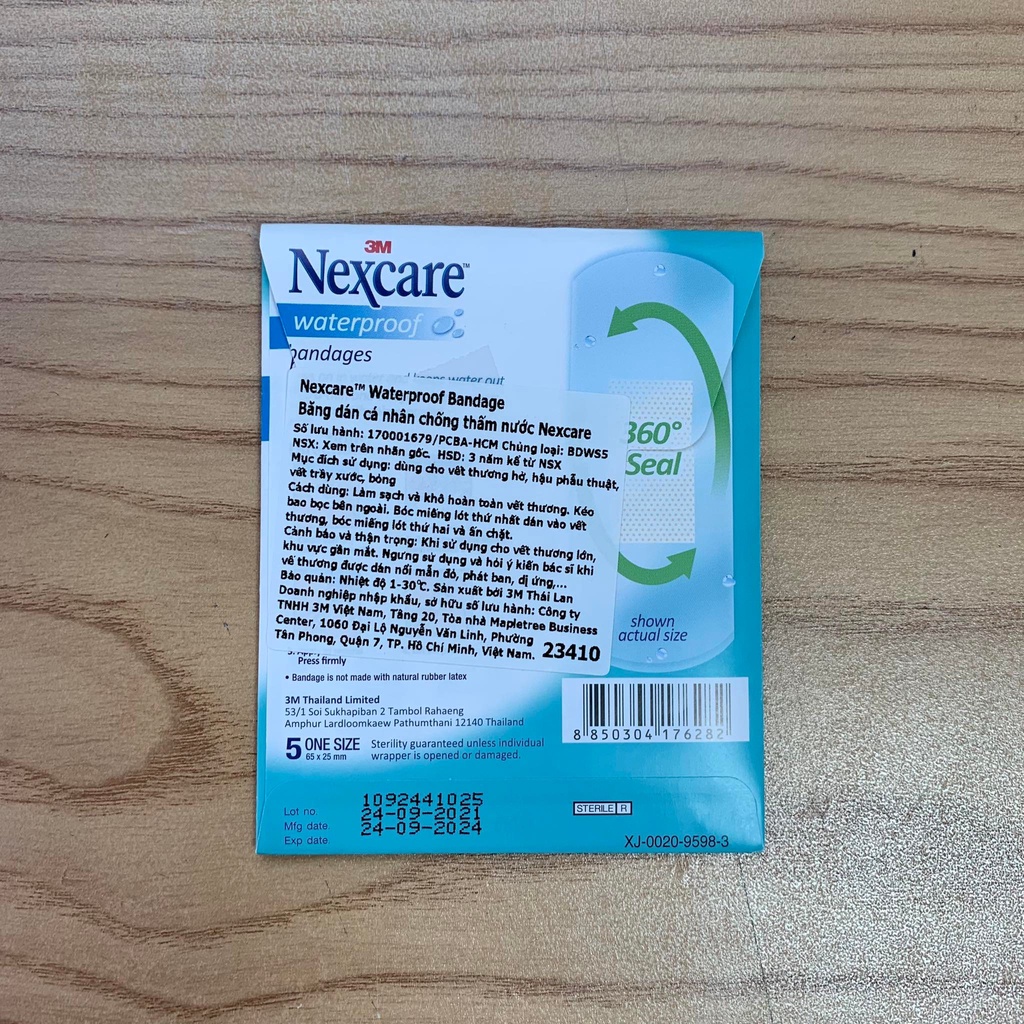 3M
Nexcare™
waterproof
bandages
keeps water out
Nexcare™ Waterproof Bandage
Băng dán cá nhân chống thấm nước Nexcare
Số lưu hành: 170001679/PCBA-HCM Chủng loại: BDWS5
NSX: Xem trên nhãn gốc. HSD: 3 năm kể từ NSX
Mục đích sử dụng: dùng cho vết thương hở, hậu phẫu thuật,
vết trầy xước, bỏng
Cách dùng: Làm sạch và khô hoàn toàn vết thương. Kéo
bao bọc bên ngoài. Bóc miếng lót thứ nhất dán vào vết
thương, bóc miếng lót thứ hai và ấn chặt.
Cảnh báo và thận trọng: Khi sử dụng cho vết thương lớn,
khu vực gần mắt. Ngưng sử dụng và hỏi ý kiến bác sĩ khi
vế thương được dán nổi mẩn đỏ, phát ban, dị ứng,...
Bảo quản: Nhiệt độ 1-30℃. Sản xuất bởi 3M Thái Lan
Doanh nghiệp nhập khẩu, sở hữu số lưu hành: Công ty
TNHH 3M Việt Nam, Tầng 20, Tòa nhà Mapletree Business
Center, 1060 Đại Lộ Nguyễn Văn Linh, Phường
Tân Phong, Quận 7, TP. Hồ Chí Minh, Việt Nam. 23410
360°
Seal
shown
actual size
Press firmly
• Bandage is not made with natural rubber latex
3M Thailand Limited
53/1 Soi Sukhapiban 2 Tambol Rahaeng
Amphur Lardloomkaew Pathumthani 12140 Thailand
5 ONE SIZE
65 x 25 mm
Sterility guaranteed unless individual
wrapper is opened or damaged.
8 850304 176282
Lot no. 1092441025
Mfg date. 24-09-2021
Exp date. 24-09-2024
STERILE R
XJ-0020-9598-3